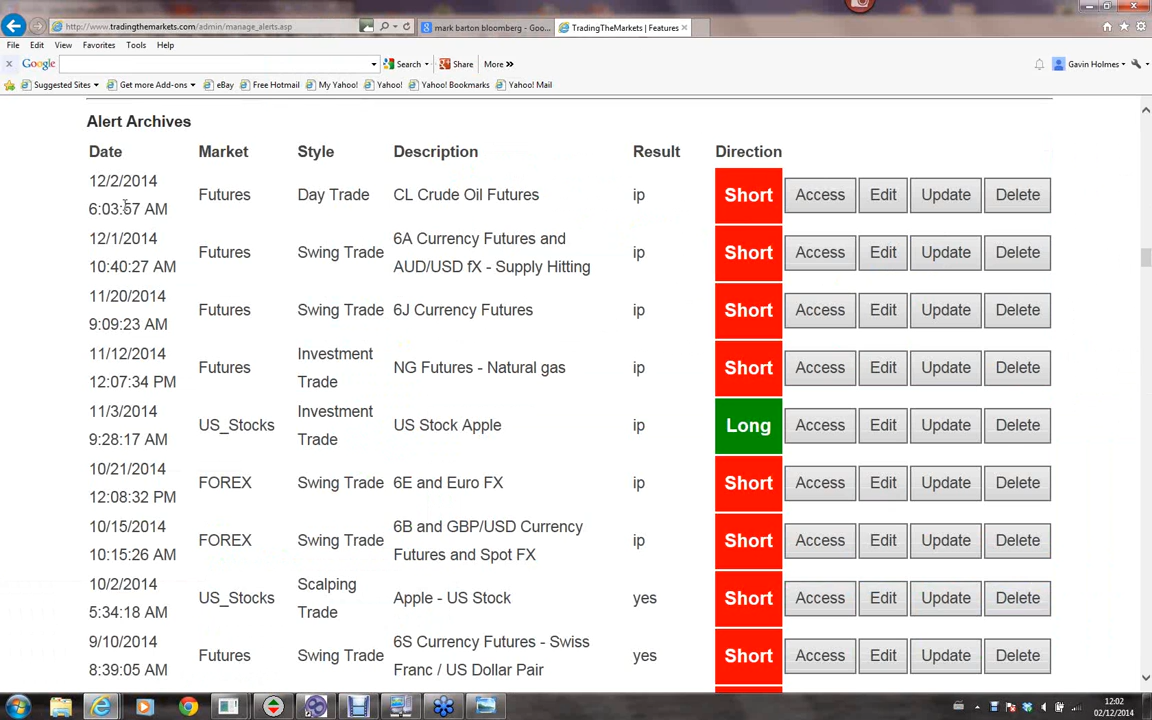 http://www.tradingthemarkets.com/admin/manage_alerts.asp
mark barton bloomberg - Goo...
TradingTheMarkets | Features
File Edit View Favorites Tools Help
Google Search Share More »
Gavin Holmes
Suggested Sites Get more Add-ons eBay Free Hotmail My Yahoo! Yahoo! Yahoo! Bookmarks Yahoo! Mail
Alert Archives
Date Market Style Description Result Direction
12/2/2014
6:03:57 AM Futures Day Trade CL Crude Oil Futures ip Short Access Edit Update Delete
12/1/2014 6A Currency Futures and
Futures Swing Trade ip Short Access Edit Update Delete
10:40:27 AM AUD/USD fX - Supply Hitting
11/20/2014
Futures Swing Trade 6J Currency Futures ip Short Access Edit Update Delete
9:09:23 AM
11/12/2014 Investment
Futures NG Futures - Natural gas ip Short Access Edit Update Delete
12:07:34 PM Trade
11/3/2014 Investment
US_Stocks US Stock Apple ip Long Access Edit Update Delete
9:28:17 AM Trade
10/21/2014
FOREX Swing Trade 6E and Euro FX ip Short Access Edit Update Delete
12:08:32 PM
10/15/2014 6B and GBP/USD Currency
FOREX Swing Trade ip Short Access Edit Update Delete
10:15:26 AM Futures and Spot FX
10/2/2014 Scalping
US_Stocks Apple - US Stock yes Short Access Edit Update Delete
5:34:18 AM Trade
9/10/2014 6S Currency Futures - Swiss
Futures Swing Trade yes Short Access Edit Update Delete
8:39:05 AM Franc / US Dollar Pair
12:02
02/12/2014